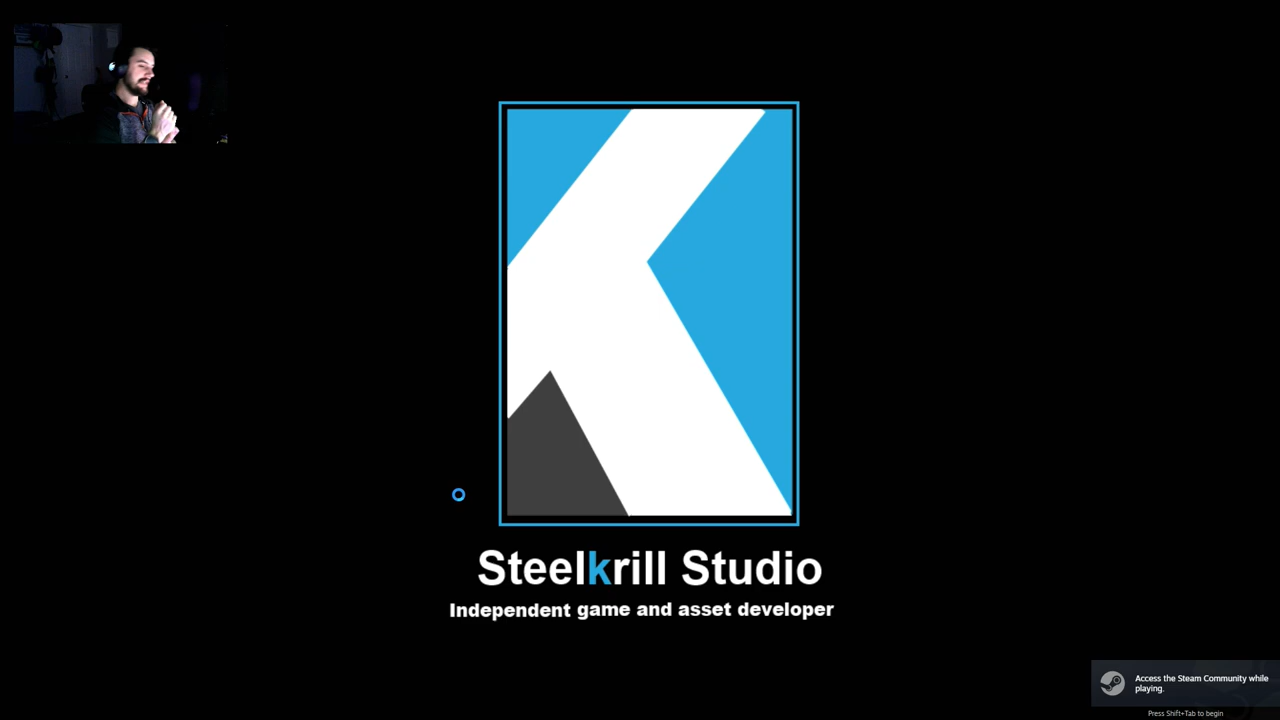 Steelkrill Studio
Independent game and asset developer
Access the Steam Community while
playing.
Press Shift+Tab to begin